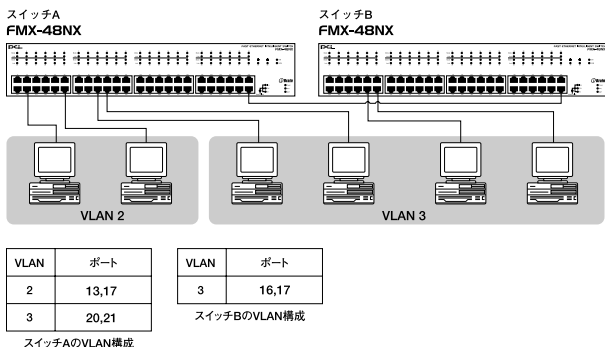 スイッチA
FMX-48NX
スイッチB
FMX-48NX
VLAN 2
VLAN 3
VLAN ポート
2 13,17
3 20,21
スイッチAのVLAN構成
VLAN ポート
3 16,17
スイッチBのVLAN構成